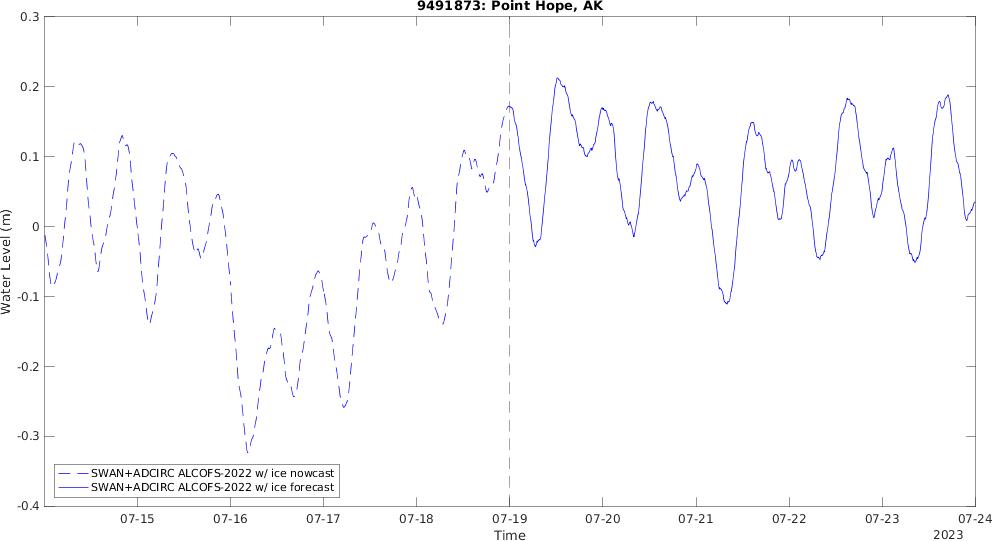 9491873: Point Hope, AK
0.3
0.2
0.1
0
-0.1
-0.2
-0.3
-0.4
Water Level (m)
SWAN+ADCIRC ALCOFS-2022 w/ ice nowcast
SWAN+ADCIRC ALCOFS-2022 w/ ice forecast
07-15 07-16 07-17 07-18 07-19 07-20 07-21 07-22 07-23 07-24
Time
2023